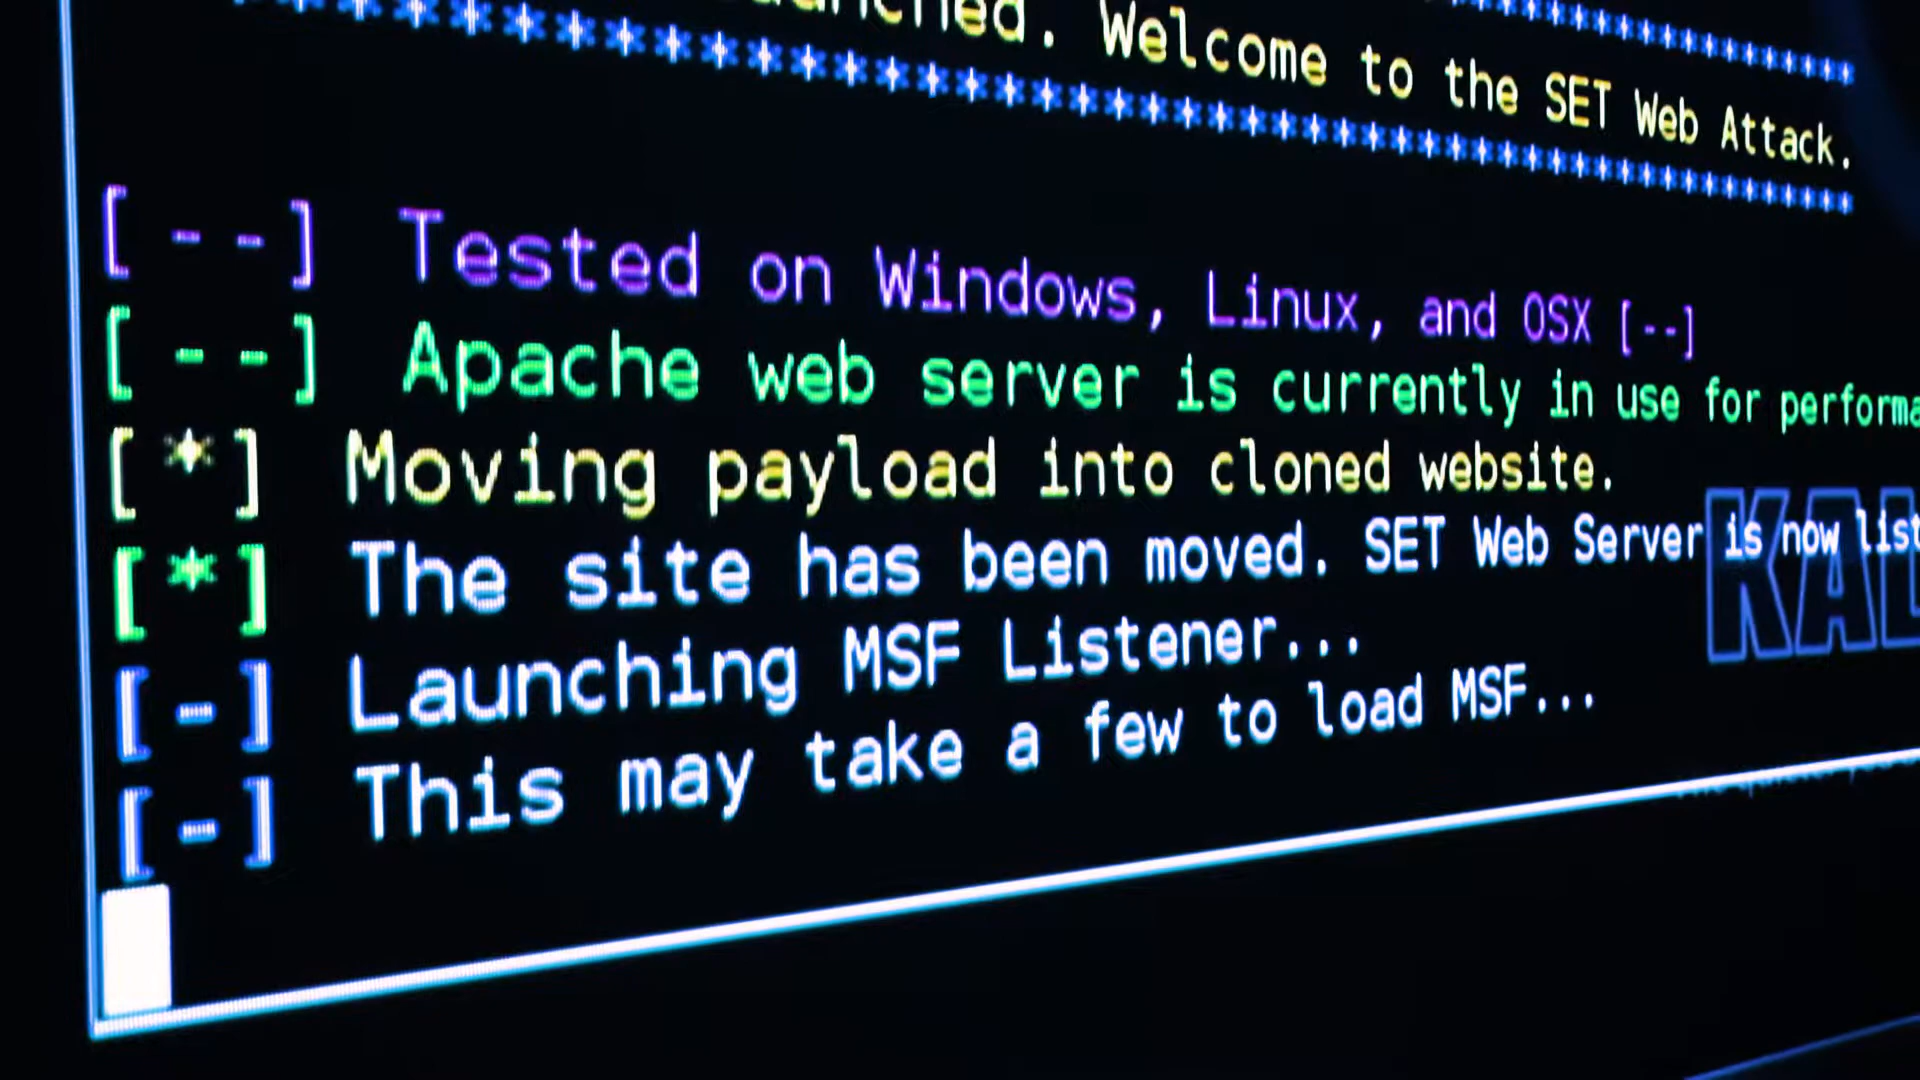 Welcome to the SET Web Attack.
[--] Tested on Windows, Linux, and OSX [--]
[--] Apache web server is currently in use for performa
[*] Moving payload into cloned website.
[*] The site has been moved. SET Web Server is now list
[-] Launching MSF Listener...
[-] This may take a few to load MSF...
KAL